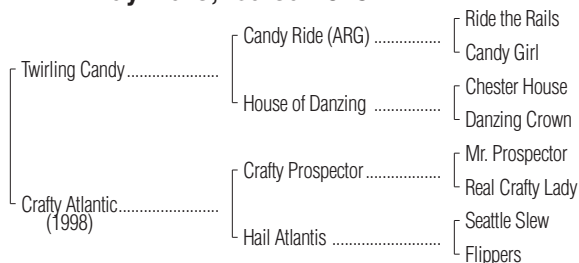 Ride the Rails
Candy Ride (ARG) ................
Candy Girl
Twirling Candy......................
Chester House
House of Danzing ................
Danzing Crown
Mr. Prospector
Crafty Prospector..................
Real Crafty Lady
Crafty Atlantic........................
(1998)
Seattle Slew
Hail Atlantis ...................
Flippers